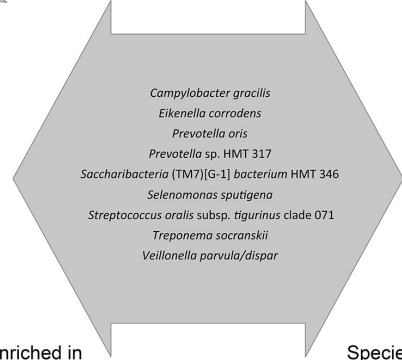 Campylobacter gracilis
Eikenella corrodens
Prevotella oris
Prevotella sp. HMT 317
Saccharibacteria (TM7)[G-1] bacterium HMT 346
Selenomonas sputigena
Streptococcus oralis subsp. tigurinus clade 071
Treponema socranskii
Veillonella parvula/dispar
nriched in Specie